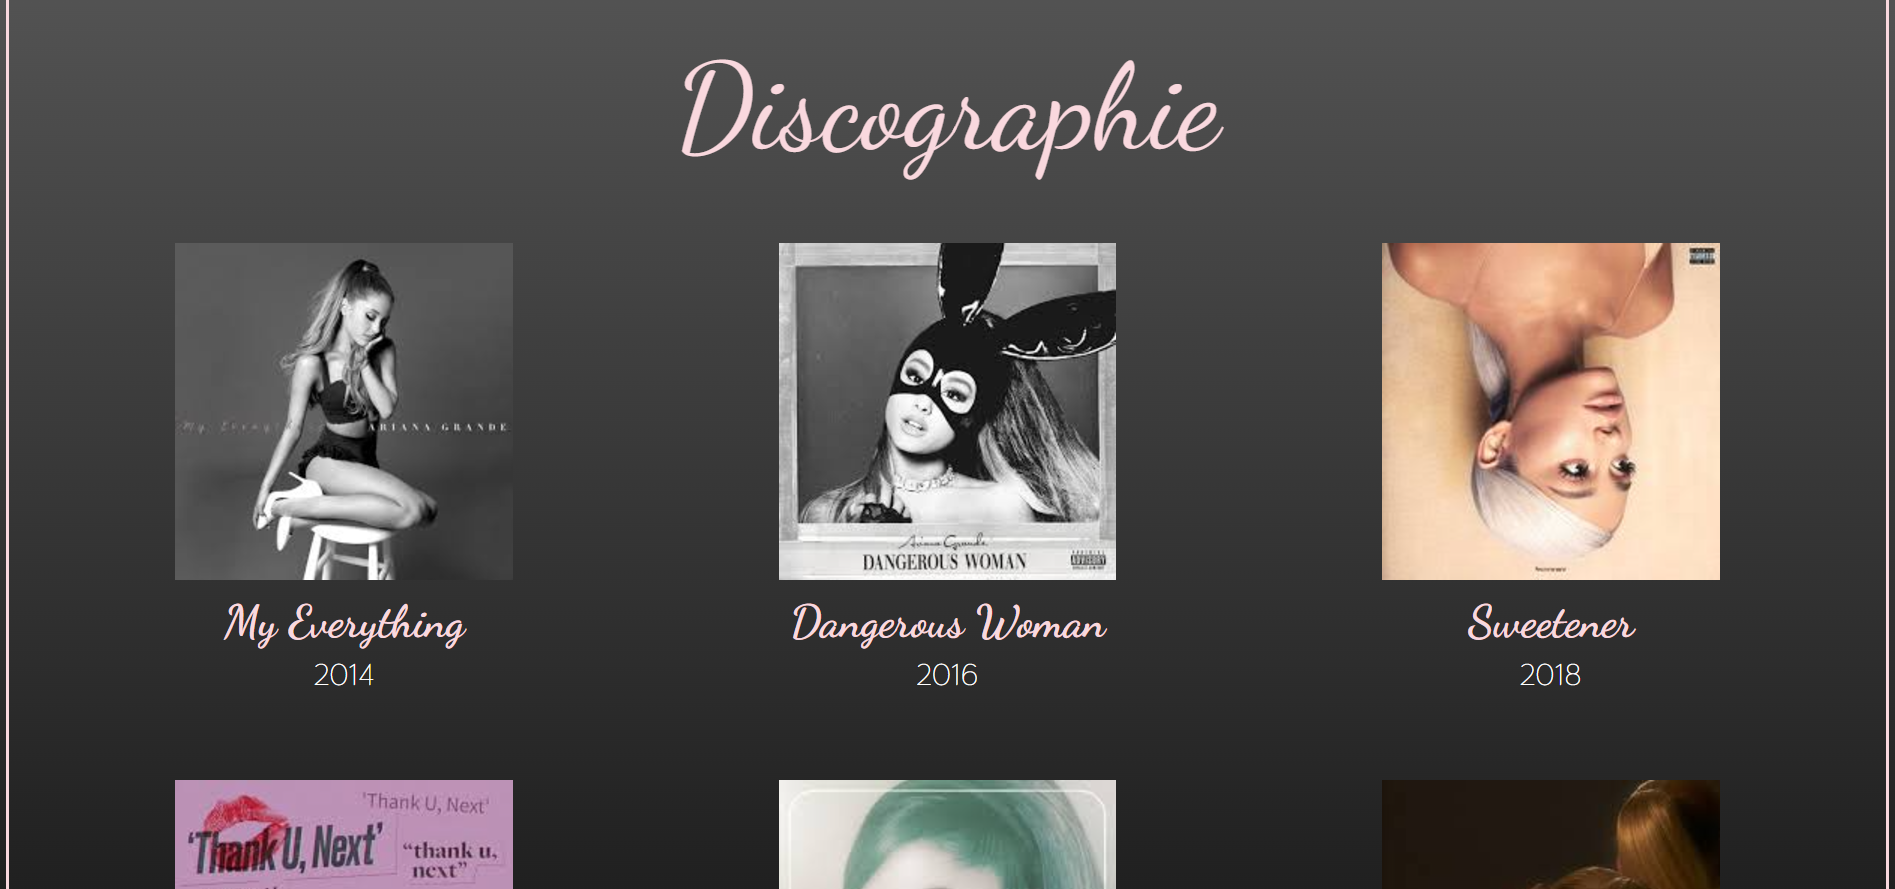 Discographie
My Everything
ARIANA GRANDE
Ariana Grande
DANGEROUS WOMAN
ADVISORY
My Everything
Dangerous Woman
Sweetener
2014
2016
2018
'Thank U, Next'
'Thank U, Next'
“thank u,
next”